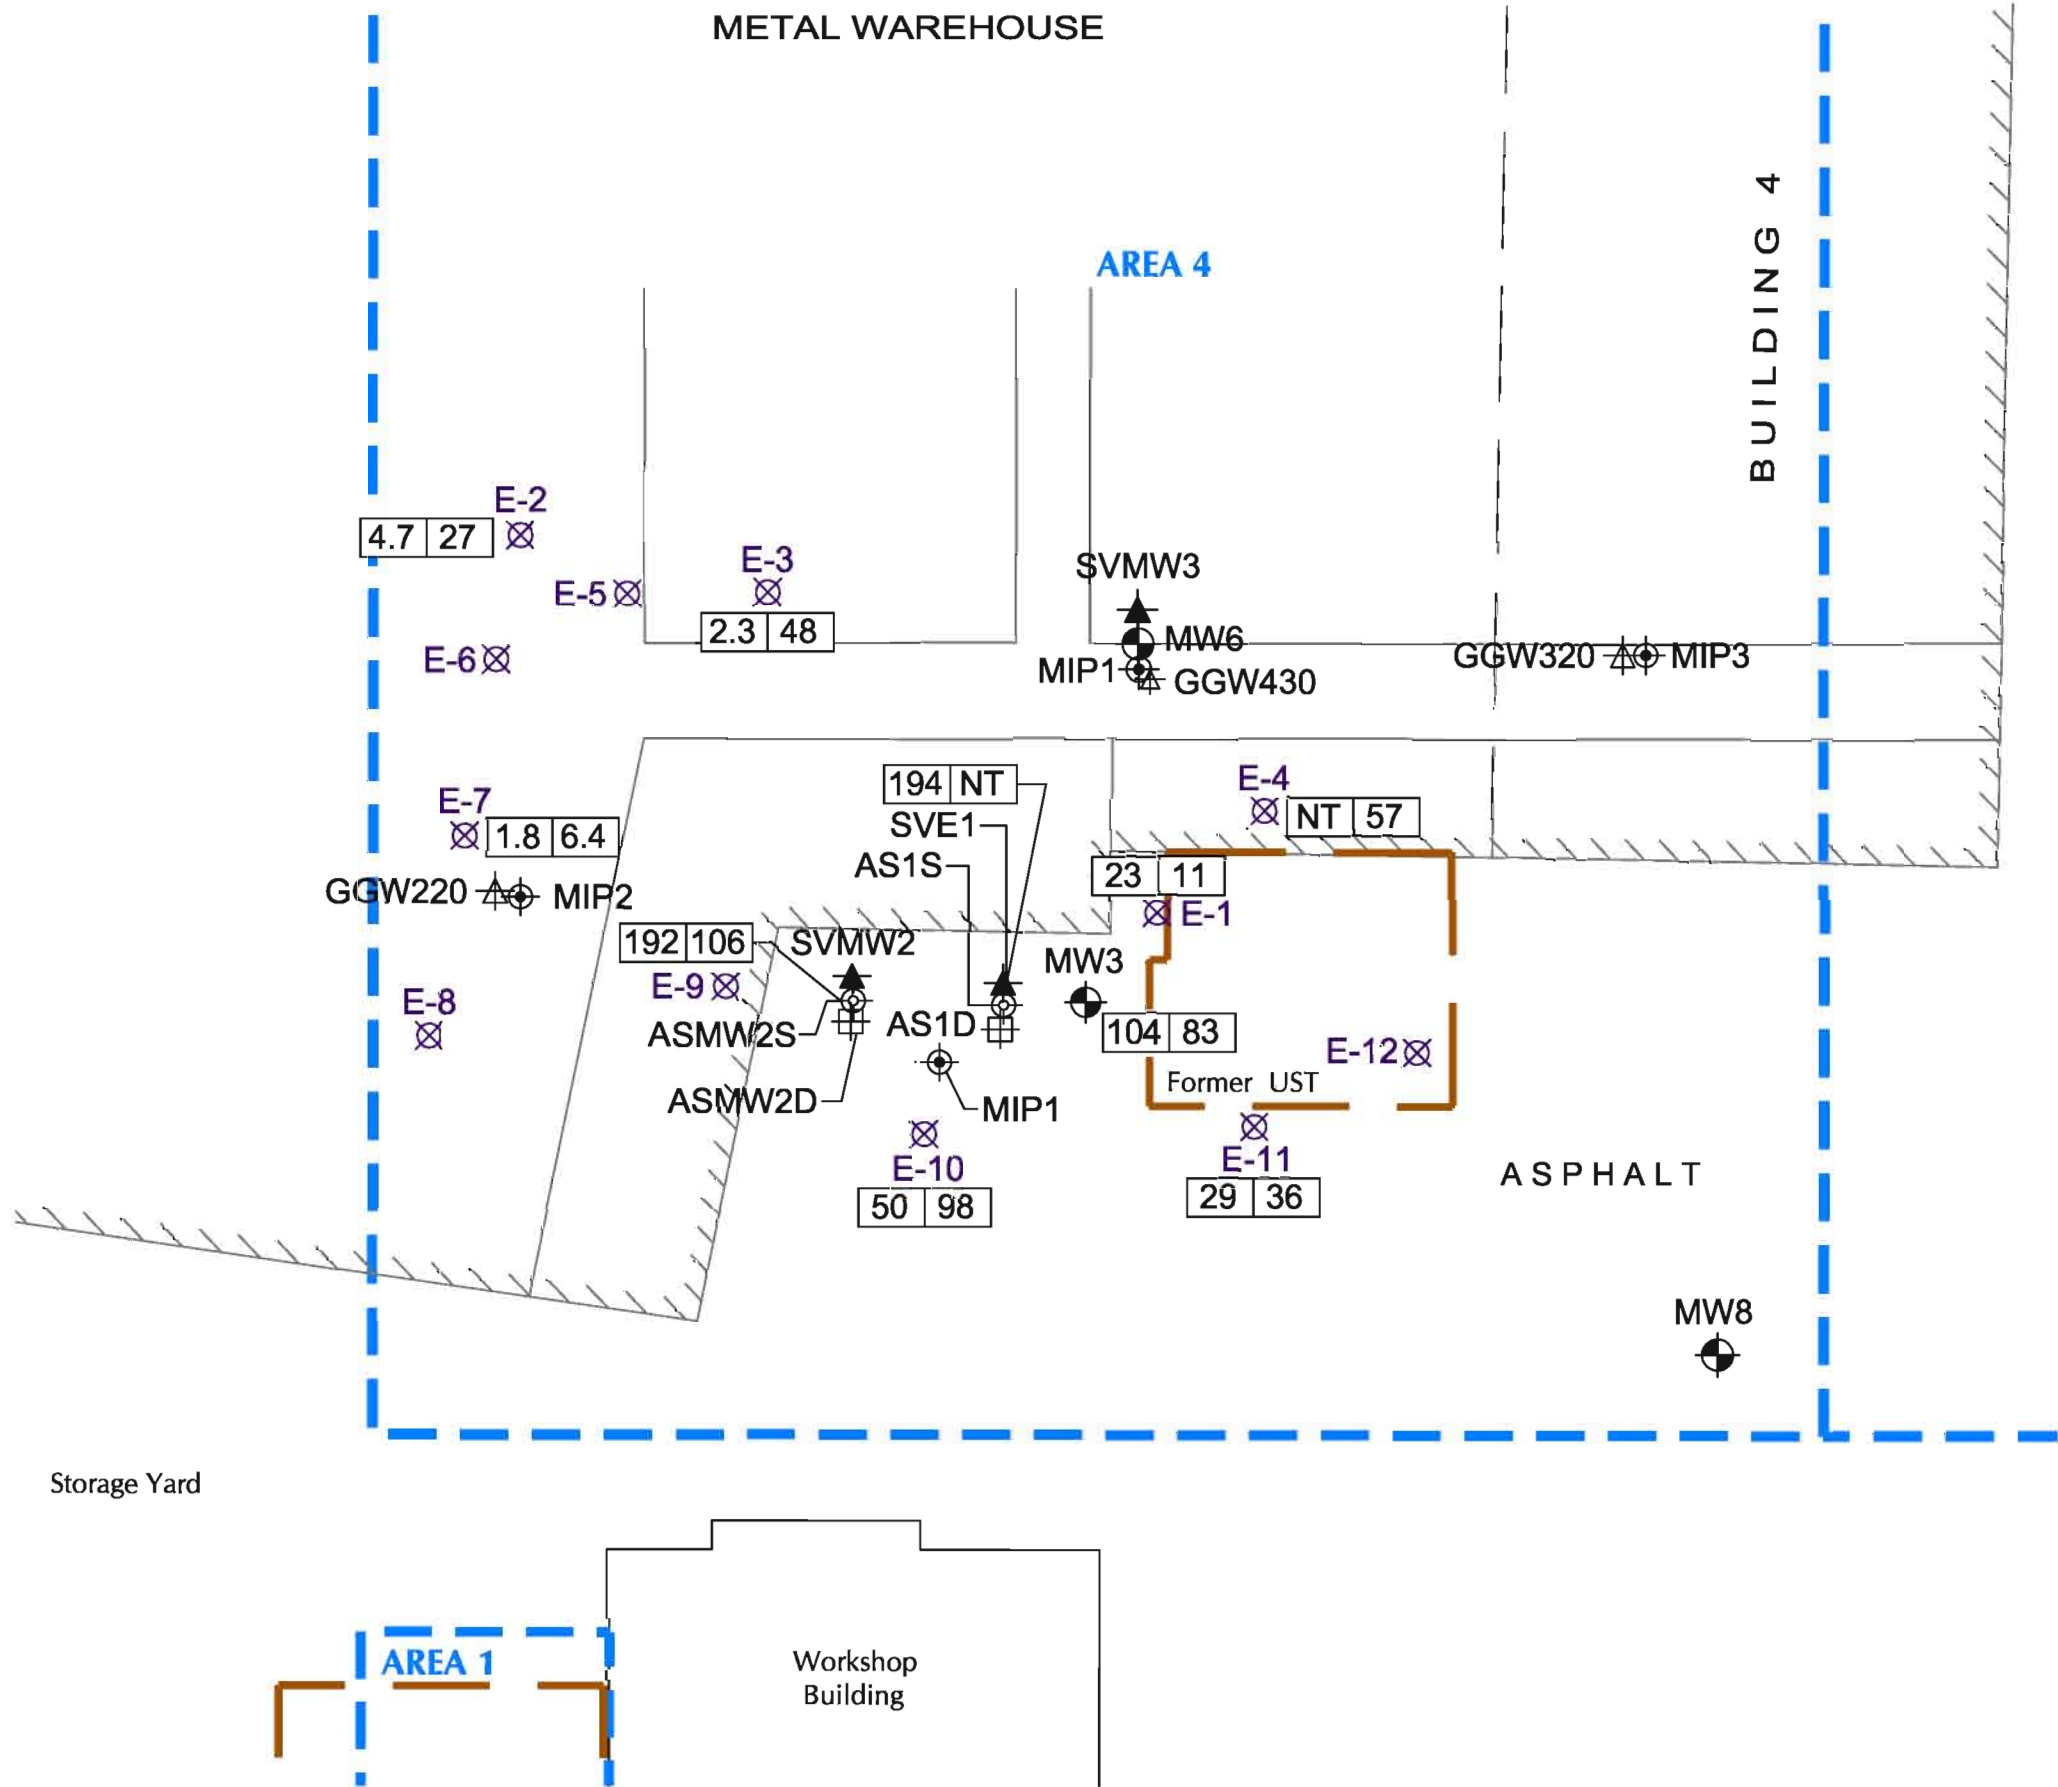 METAL WAREHOUSE
BUILDING 4
AREA 4
E-2
4.7 27
E-3
SVMW3
E-5
2.3 48
MW6
E-6
MIP1
GGW430
GGW320
MIP3
194 NT
E-4
E-7
NT 57
SVE1
1.8 6.4
AS1S
23 11
GGW220
MIP2
E-1
192 106
SVMW2
MW3
E-9
E-8
AS1D
ASMW2S
104 83
E-12
Former UST
ASMW2D
MIP1
E-10
E-11
ASPHALT
50 98
29 36
MW8
Storage Yard
AREA 1
Workshop
Building